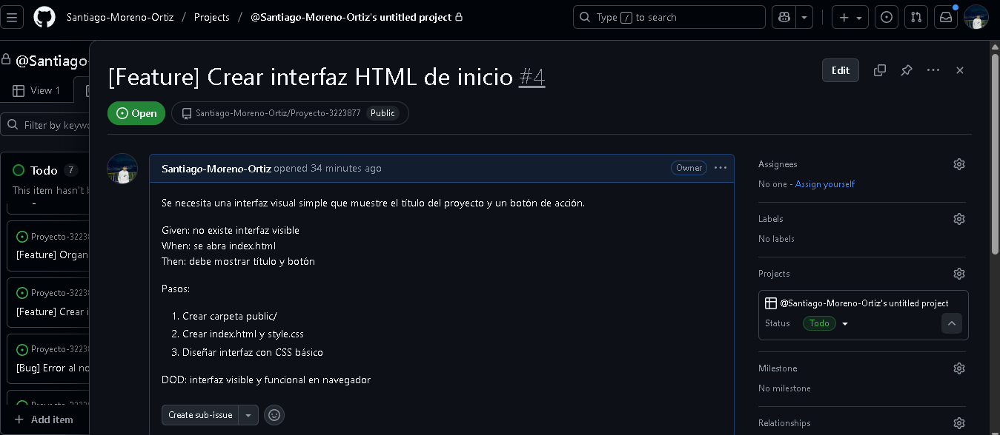 Santiago-Moreno-Ortiz / Projects / @Santiago-Moreno-Ortiz's untitled project
Type / to search
@Santiago-
View 1
Filter by keywo
Todo 7
This item hasn't b
Proyecto-3223
[Feature] Organ
Proyecto-3223
[Feature] Crear i
Proyecto-3223
[Bug] Error al no
Proyecto-3223
Add item
[Feature] Crear interfaz HTML de inicio #4
Edit
Open
Santiago-Moreno-Ortiz/Proyecto-3223877 Public
Santiago-Moreno-Ortiz opened 34 minutes ago
Owner
Se necesita una interfaz visual simple que muestre el título del proyecto y un botón de acción.
Given: no existe interfaz visible
When: se abra index.html
Then: debe mostrar título y botón
Pasos:
1. Crear carpeta public/
2. Crear index.html y style.css
3. Diseñar interfaz con CSS básico
DOD: interfaz visible y funcional en navegador
Create sub-issue
Assignees
No one - Assign yourself
Labels
No labels
Projects
@Santiago-Moreno-Ortiz's untitled project
Status Todo
Milestone
No milestone
Relationships